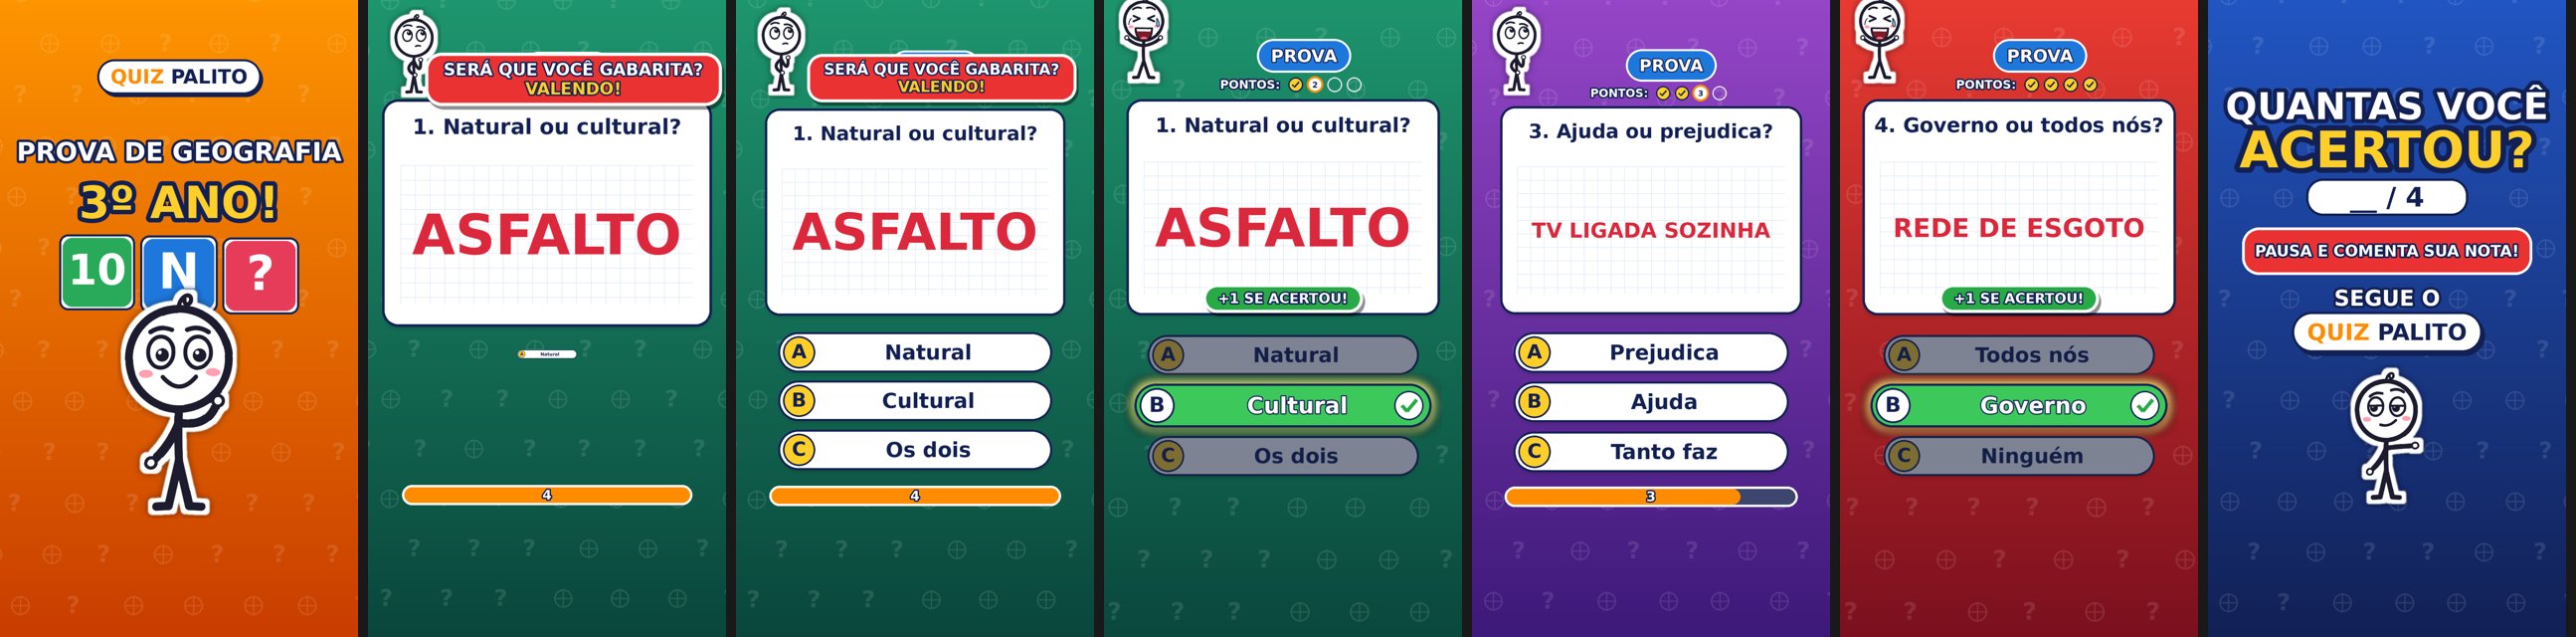 QUIZ PALITO
PROVA DE GEOGRAFIA
3º ANO!
10 N ?
SERÁ QUE VOCÊ GABARITA?
VALENDO!
1. Natural ou cultural?
ASFALTO
A Natural
4
SERÁ QUE VOCÊ GABARITA?
VALENDO!
1. Natural ou cultural?
ASFALTO
A Natural
B Cultural
C Os dois
4
PROVA
PONTOS: 2
1. Natural ou cultural?
ASFALTO
+1 SE ACERTOU!
A Natural
B Cultural
C Os dois
PROVA
PONTOS: 3
3. Ajuda ou prejudica?
TV LIGADA SOZINHA
A Prejudica
B Ajuda
C Tanto faz
3
PROVA
PONTOS:
4. Governo ou todos nós?
REDE DE ESGOTO
+1 SE ACERTOU!
A Todos nós
B Governo
C Ninguém
QUANTAS VOCÊ
ACERTOU?
__ / 4
PAUSA E COMENTA SUA NOTA!
SEGUE O
QUIZ PALITO